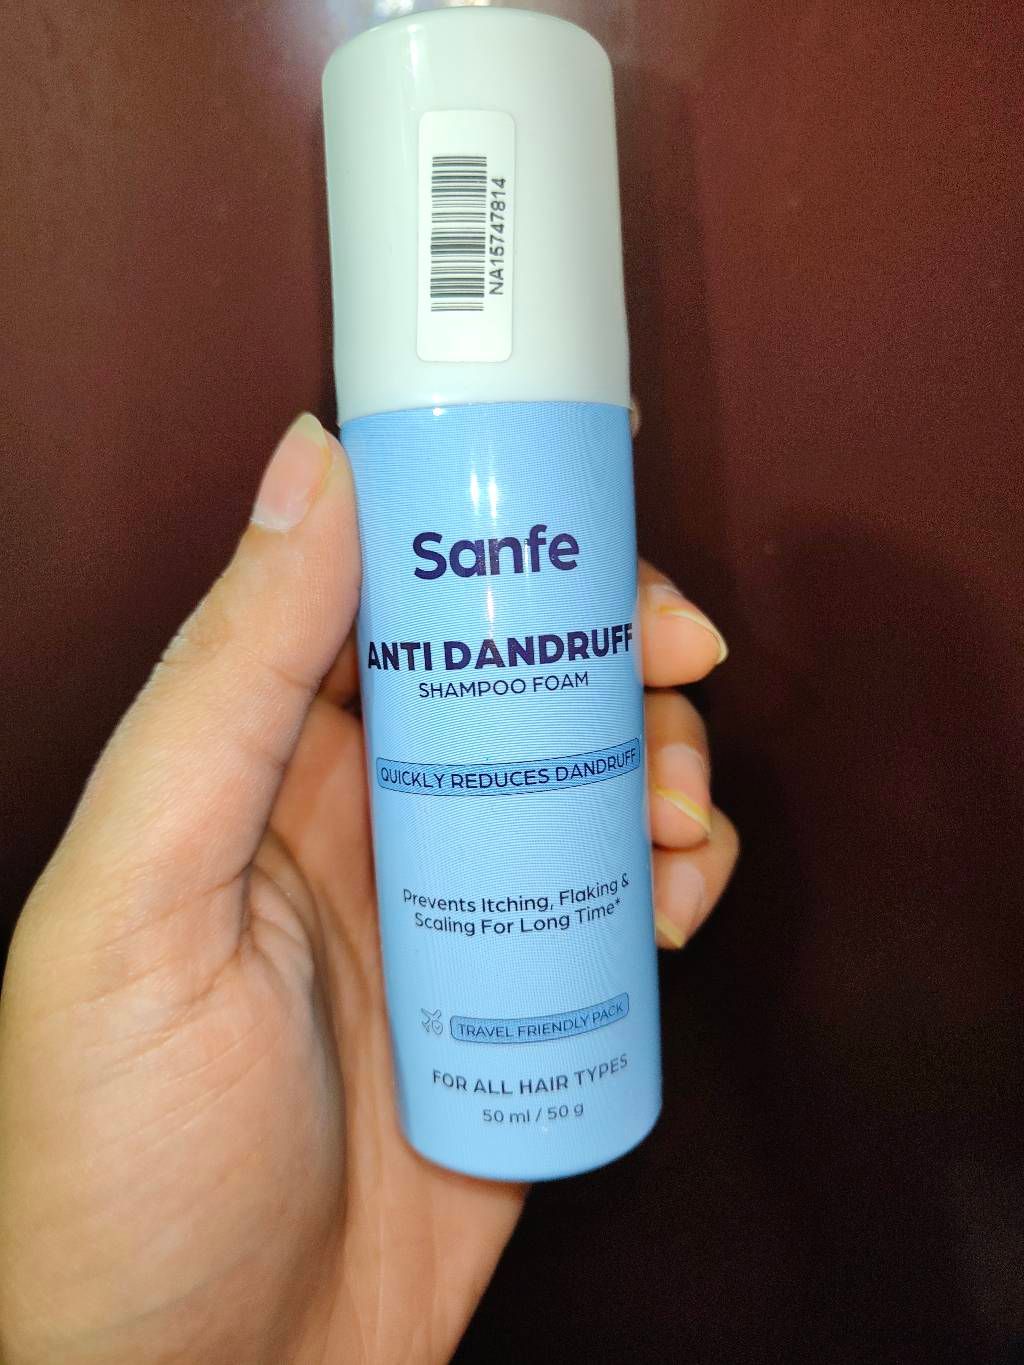 NA15747814
Sanfe
ANTI DANDRUFF
SHAMPOO FOAM
QUICKLY REDUCES DANDRUFF
Prevents Itching, Flaking &
Scaling For Long Time*
TRAVEL FRIENDLY PACK
FOR ALL HAIR TYPES
50 ml / 50 g